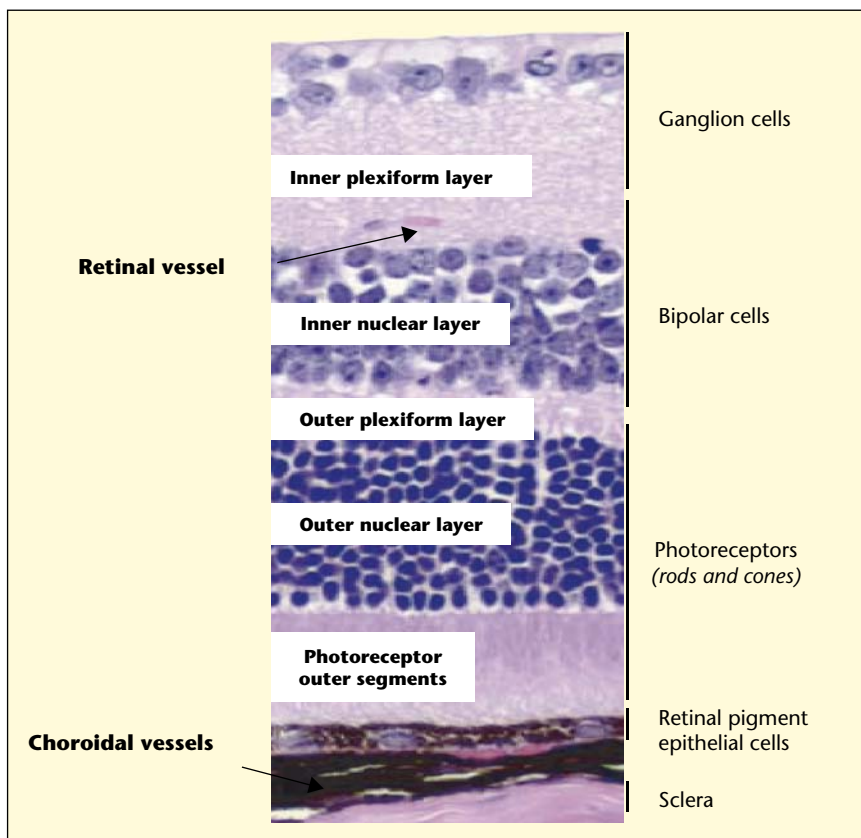 Ganglion cells
Inner plexiform layer
Retinal vessel
Inner nuclear layer
Bipolar cells
Outer plexiform layer
Outer nuclear layer
Photoreceptors
(rods and cones)
Photoreceptor
outer segments
Retinal pigment
epithelial cells
Choroidal vessels
Sclera